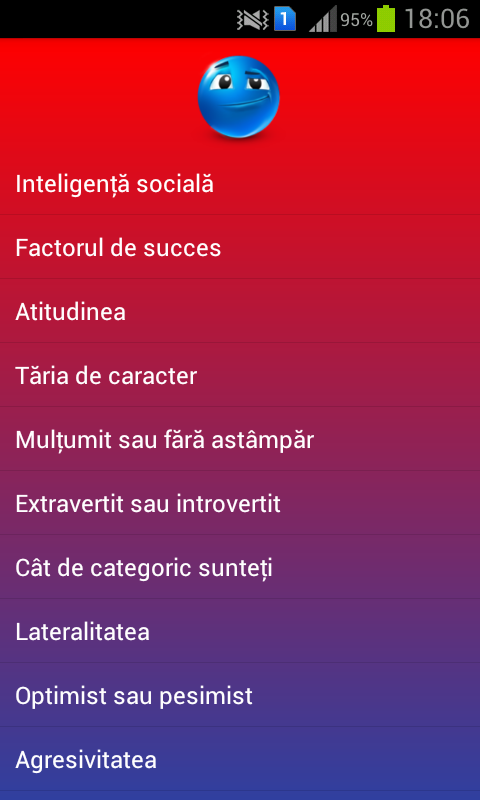 1 95% 18:06
Inteligență socială
Factorul de succes
Atitudinea
Tăria de caracter
Mulțumit sau fără astâmpăr
Extravertit sau introvertit
Cât de categoric sunteți
Lateralitatea
Optimist sau pesimist
Agresivitatea